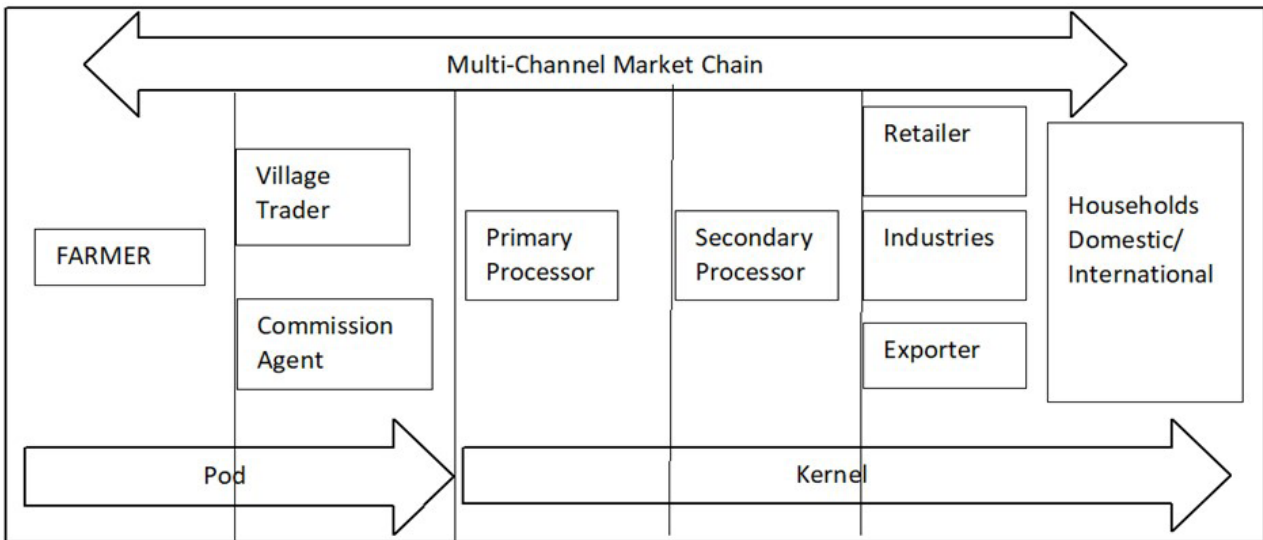 Multi-Channel Market Chain
FARMER
Village
Trader
Commission
Agent
Primary
Processor
Secondary
Processor
Retailer
Industries
Exporter
Households
Domestic/
International
Pod
Kernel